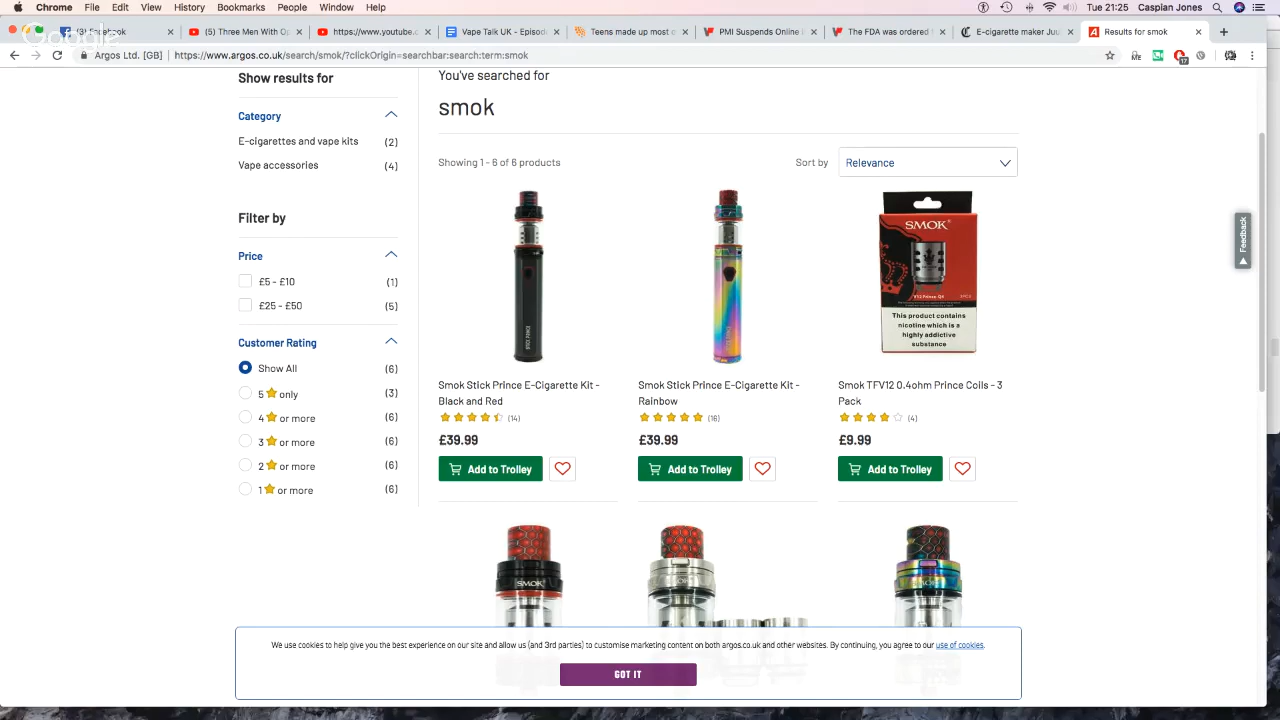 Chrome File Edit View History Bookmarks People Window Help Tue 21:25 Caspian Jones
Google
(5) Three Men With Op
https://www.youtube.c
Vape Talk UK - Episod
Teens made up most e
PMI Suspends Online
The FDA was ordered
E-cigarette maker Juu
Results for smok
Argos Ltd. [GB] https://www.argos.co.uk/search/smok/?clickOrigin=searchbar:search:term:smok
17
Show results for
Category
E-cigarettes and vape kits (2)
Vape accessories (4)
Filter by
Price
£5 - £10 (1)
£25 - £50 (5)
Customer Rating
Show All (6)
5 only (3)
4 or more (6)
3 or more (6)
2 or more (6)
1 or more (6)
You've searched for
smok
Showing 1 - 6 of 6 products
Sort by Relevance
SMOK
V12 Prince Q4
This product contains
nicotine which is a
highly addictive
substance
Smok Stick Prince E-Cigarette Kit -
Black and Red
(14)
£39.99
Add to Trolley
Smok Stick Prince E-Cigarette Kit -
Rainbow
(16)
£39.99
Add to Trolley
Smok TFV12 0.4ohm Prince Coils - 3
Pack
(4)
£9.99
Add to Trolley
Feedback
SMOK
We use cookies to help give you the best experience on our site and allow us (and 3rd parties) to customise marketing content on both argos.co.uk and other websites. By continuing, you agree to our use of cookies.
GOT IT